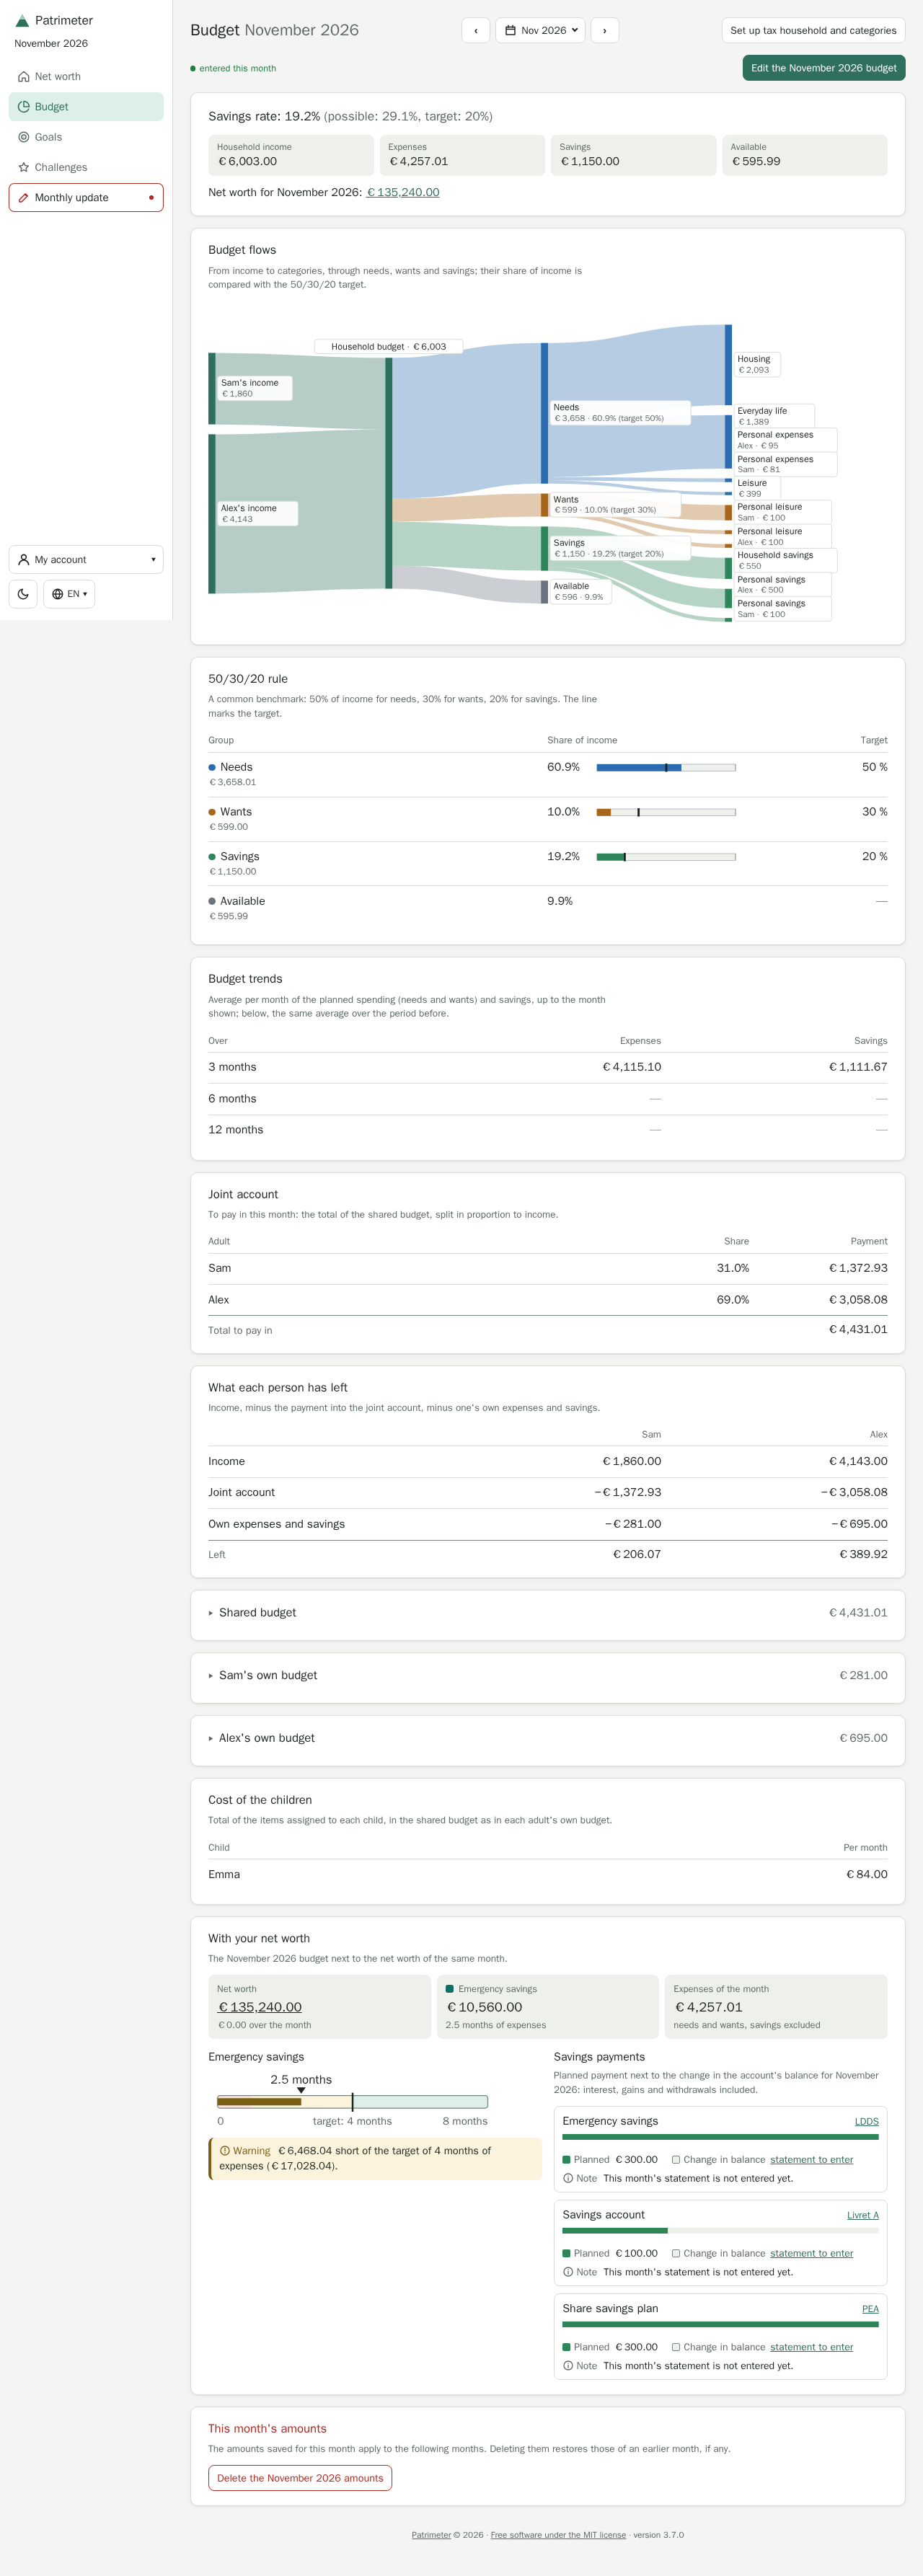 Patrimeter
November 2026
Net worth
Budget
Goals
Challenges
Monthly update
My account
EN
Budget November 2026
‹
Nov 2026
›
Set up tax household and categories
entered this month
Edit the November 2026 budget
Savings rate: 19.2% (possible: 29.1%, target: 20%)
Household income
€ 6,003.00
Expenses
€ 4,257.01
Savings
€ 1,150.00
Available
€ 595.99
Net worth for November 2026: € 135,240.00
Budget flows
From income to categories, through needs, wants and savings; their share of income is
compared with the 50/30/20 target.
Household budget · € 6,003
Sam's income
€ 1,860
Alex's income
€ 4,143
Needs
€ 3,658 · 60.9% (target 50%)
Wants
€ 599 · 10.0% (target 30%)
Savings
€ 1,150 · 19.2% (target 20%)
Available
€ 596 · 9.9%
Housing
€ 2,093
Everyday life
€ 1,389
Personal expenses
Alex · € 95
Personal expenses
Sam · € 81
Leisure
€ 399
Personal leisure
Sam · € 100
Personal leisure
Alex · € 100
Household savings
€ 550
Personal savings
Alex · € 500
Personal savings
Sam · € 100
50/30/20 rule
A common benchmark: 50% of income for needs, 30% for wants, 20% for savings. The line
marks the target.
Group Share of income Target
Needs 60.9% 50 %
€ 3,658.01
Wants 10.0% 30 %
€ 599.00
Savings 19.2% 20 %
€ 1,150.00
Available 9.9% —
€ 595.99
Budget trends
Average per month of the planned spending (needs and wants) and savings, up to the month
shown; below, the same average over the period before.
Over Expenses Savings
3 months € 4,115.10 € 1,111.67
6 months — —
12 months — —
Joint account
To pay in this month: the total of the shared budget, split in proportion to income.
Adult Share Payment
Sam 31.0% € 1,372.93
Alex 69.0% € 3,058.08
Total to pay in € 4,431.01
What each person has left
Income, minus the payment into the joint account, minus one's own expenses and savings.
Sam Alex
Income € 1,860.00 € 4,143.00
Joint account −€ 1,372.93 −€ 3,058.08
Own expenses and savings −€ 281.00 −€ 695.00
Left € 206.07 € 389.92
Shared budget € 4,431.01
Sam's own budget € 281.00
Alex's own budget € 695.00
Cost of the children
Total of the items assigned to each child, in the shared budget as in each adult's own budget.
Child Per month
Emma € 84.00
With your net worth
The November 2026 budget next to the net worth of the same month.
Net worth
€ 135,240.00
€ 0.00 over the month
Emergency savings
€ 10,560.00
2.5 months of expenses
Expenses of the month
€ 4,257.01
needs and wants, savings excluded
Emergency savings
2.5 months
0 target: 4 months 8 months
Warning € 6,468.04 short of the target of 4 months of
expenses (€ 17,028.04).
Savings payments
Planned payment next to the change in the account's balance for November
2026: interest, gains and withdrawals included.
Emergency savings LDDS
Planned € 300.00 Change in balance statement to enter
Note This month's statement is not entered yet.
Savings account Livret A
Planned € 100.00 Change in balance statement to enter
Note This month's statement is not entered yet.
Share savings plan PEA
Planned € 300.00 Change in balance statement to enter
Note This month's statement is not entered yet.
This month's amounts
The amounts saved for this month apply to the following months. Deleting them restores those of an earlier month, if any.
Delete the November 2026 amounts
Patrimeter © 2026 · Free software under the MIT license · version 3.7.0